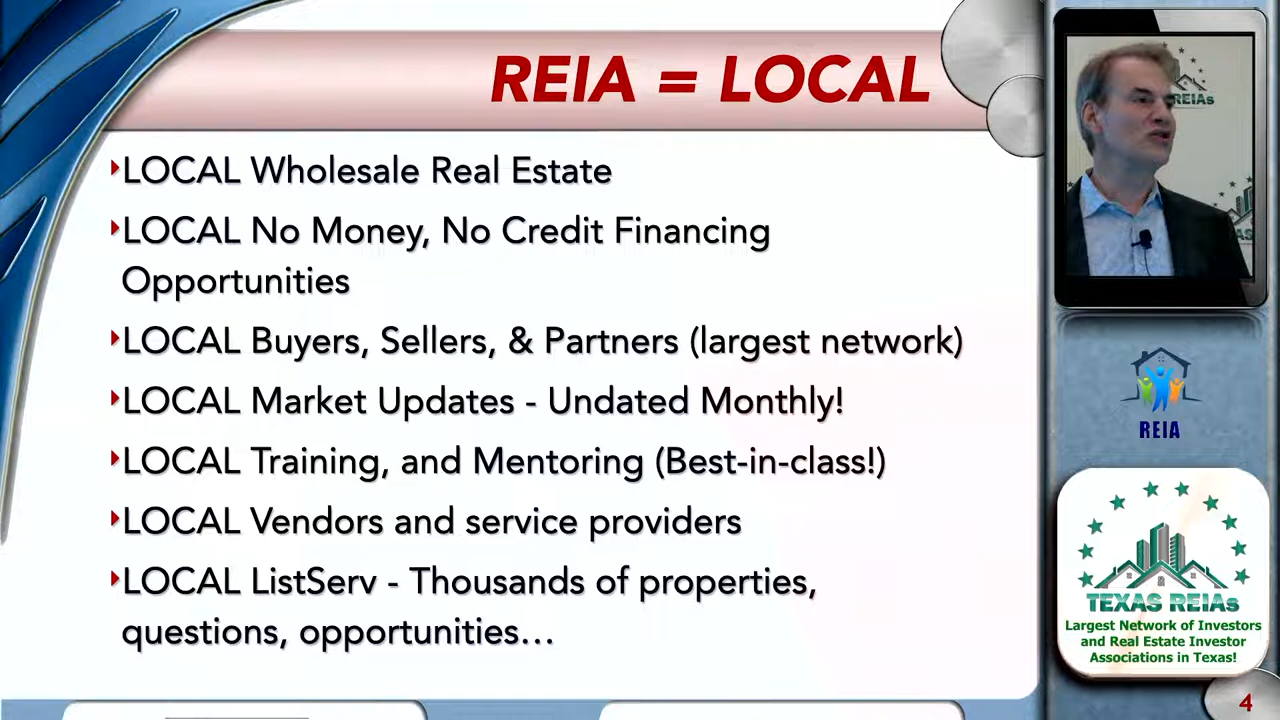 REIA = LOCAL
LOCAL Wholesale Real Estate
LOCAL No Money, No Credit Financing
Opportunities
LOCAL Buyers, Sellers, & Partners (largest network)
LOCAL Market Updates - Undated Monthly!
LOCAL Training, and Mentoring (Best-in-class!)
LOCAL Vendors and service providers
LOCAL ListServ - Thousands of properties,
questions, opportunities...
REIAs
REIA
TEXAS REIAs
Largest Network of Investors
and Real Estate Investor
Associations in Texas!
4